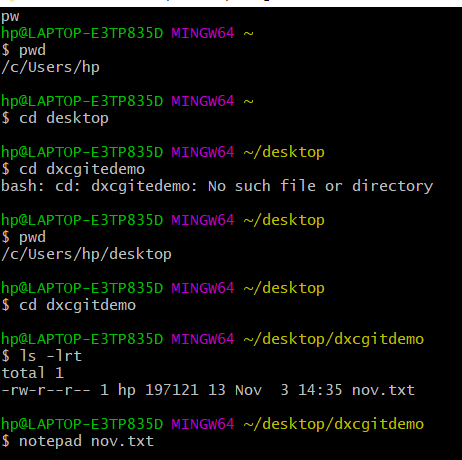 pw
hp@LAPTOP-E3TP835D MINGW64 ~
$ pwd
/c/Users/hp
hp@LAPTOP-E3TP835D MINGW64 ~
$ cd desktop
hp@LAPTOP-E3TP835D MINGW64 ~/desktop
$ cd dxcgitedemo
bash: cd: dxcgitedemo: No such file or directory
hp@LAPTOP-E3TP835D MINGW64 ~/desktop
$ pwd
/c/Users/hp/desktop
hp@LAPTOP-E3TP835D MINGW64 ~/desktop
$ cd dxcgitdemo
hp@LAPTOP-E3TP835D MINGW64 ~/desktop/dxcgitdemo
$ ls -lrt
total 1
-rw-r--r-- 1 hp 197121 13 Nov  3 14:35 nov.txt
hp@LAPTOP-E3TP835D MINGW64 ~/desktop/dxcgitdemo
$ notepad nov.txt